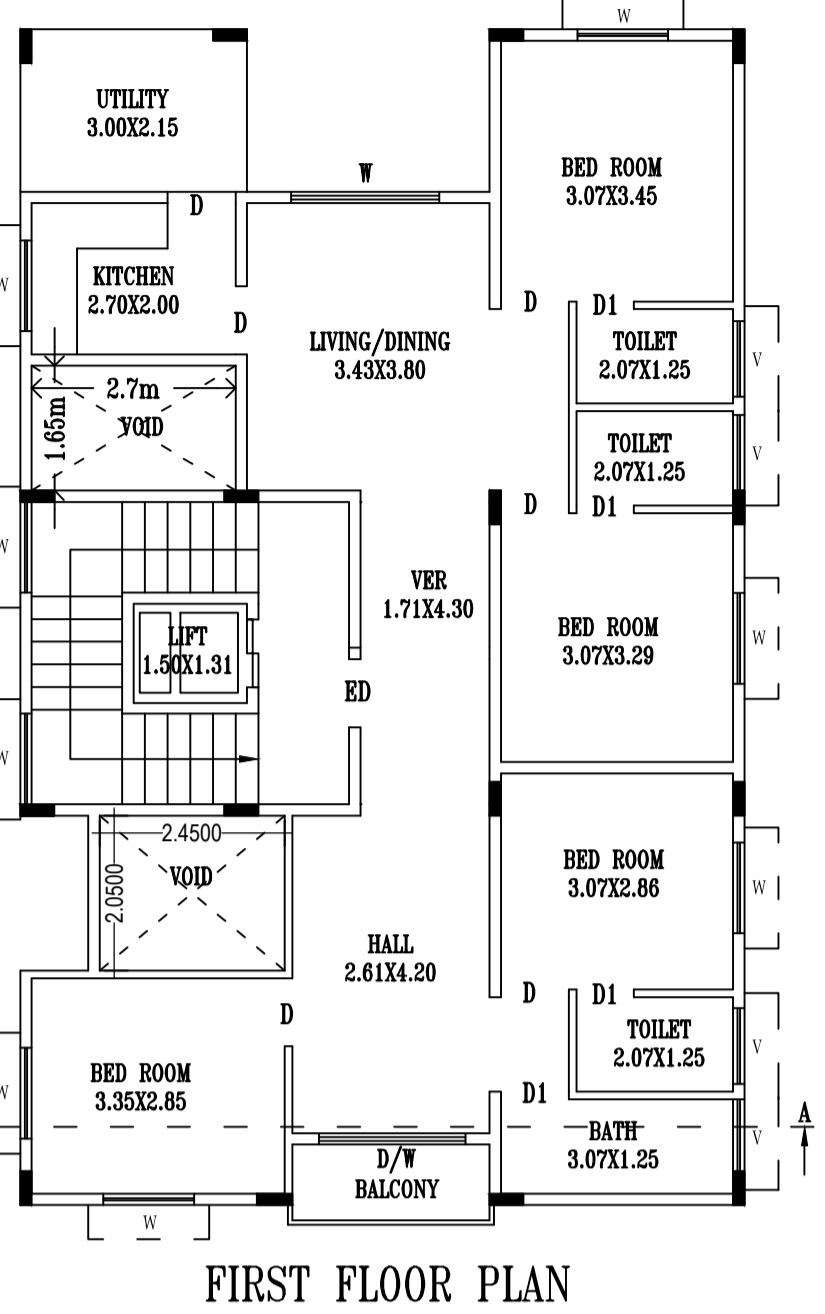 W
UTILITY
3.00X2.15
BED ROOM
3.07X3.45
W
D
W
KITCHEN
2.70X2.00
D
D
D1
LIVING/DINING
3.43X3.80
TOILET
2.07X1.25
V
2.7m
1.65m
VOID
TOILET
2.07X1.25
V
D
D1
W
VER
1.71X4.30
LIFT
1.50X1.31
BED ROOM
3.07X3.29
W
ED
W
2.4500
2.0500
VOID
BED ROOM
3.07X2.86
W
HALL
2.61X4.20
D
D1
D
TOILET
2.07X1.25
V
BED ROOM
3.35X2.85
W
D1
A
BATH
3.07X1.25
V
D/W
BALCONY
W
FIRST FLOOR PLAN